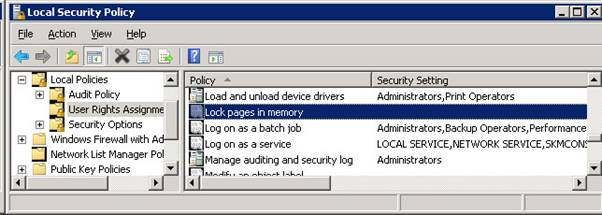 Local Security Policy
File Action View Help
Local Policies
Audit Policy
User Rights Assignme
Security Options
Windows Firewall with Ad
Network List Manager Pol
Public Key Policies
Policy Security Setting
Load and unload device drivers Administrators,Print Operators
Lock pages in memory
Log on as a batch job Administrators,Backup Operators,Performance
Log on as a service LOCAL SERVICE,NETWORK SERVICE,SKMCONS
Manage auditing and security log Administrators
Modify an object label